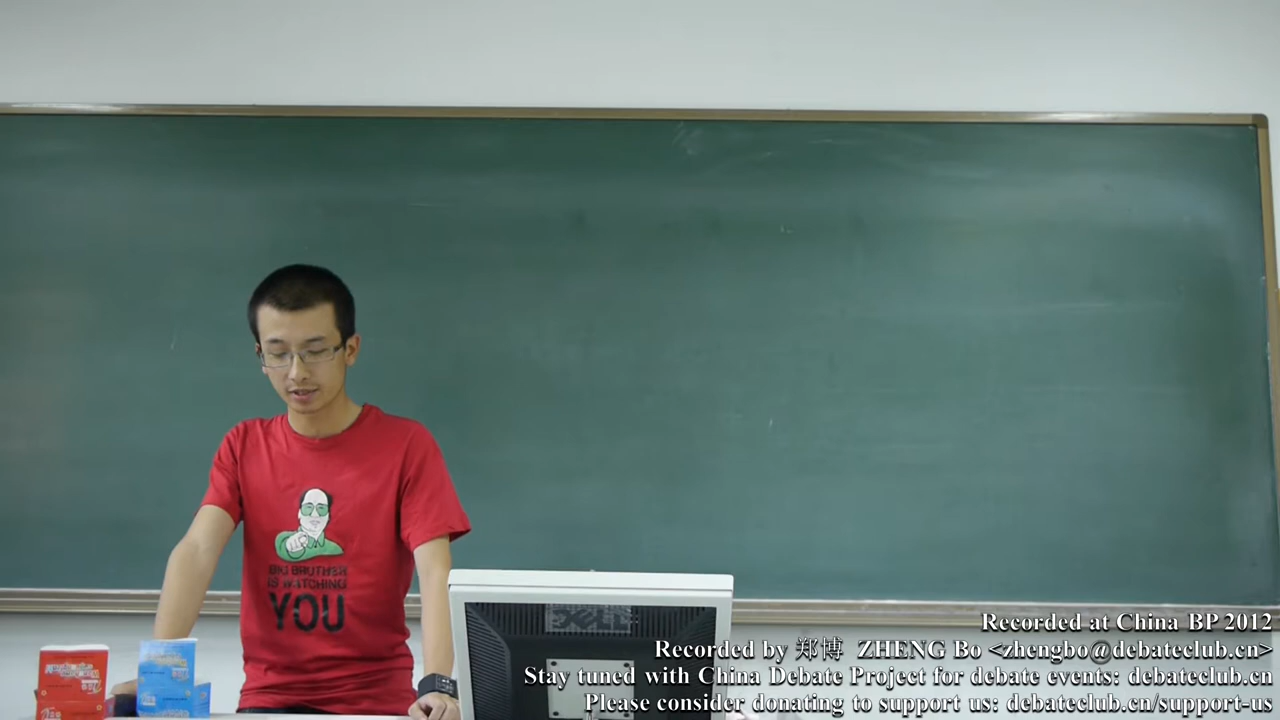 BIG BROTHER
IS WATCHING
YOU
Recorded at China BP 2012
Recorded by 郑博 ZHENG Bo <zhengbo@debateclub.cn>
Stay tuned with China Debate Project for debate events: debateclub.cn
Please consider donating to support us: debateclub.cn/support-us